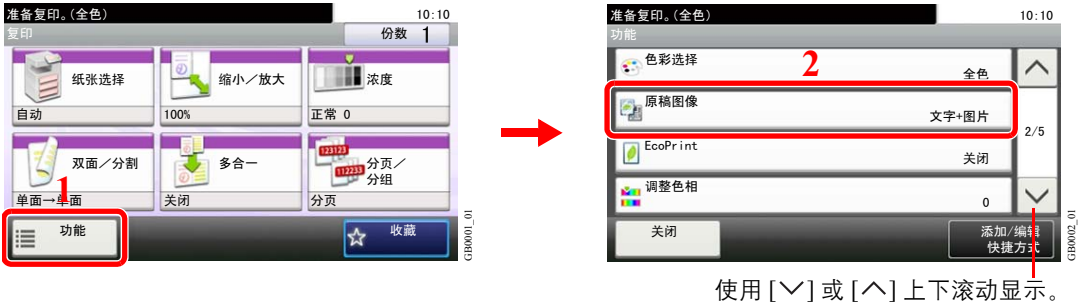 准备复印。(全色)
10:10
复印
份数 1
纸张选择
自动
缩小／放大
100%
浓度
正常 0
双面／分割
单面→单面
多合一
关闭
123123
112233
分页／
分组
分页
1
功能
收藏
GB0001_01
准备复印。(全色)
10:10
功能
色彩选择
全色
2
原稿图像
文字+图片
2/5
EcoPrint
关闭
调整色相
0
关闭
添加/编辑
快捷方式
GB0002_01
使用 [∨] 或 [∧] 上下滚动显示。